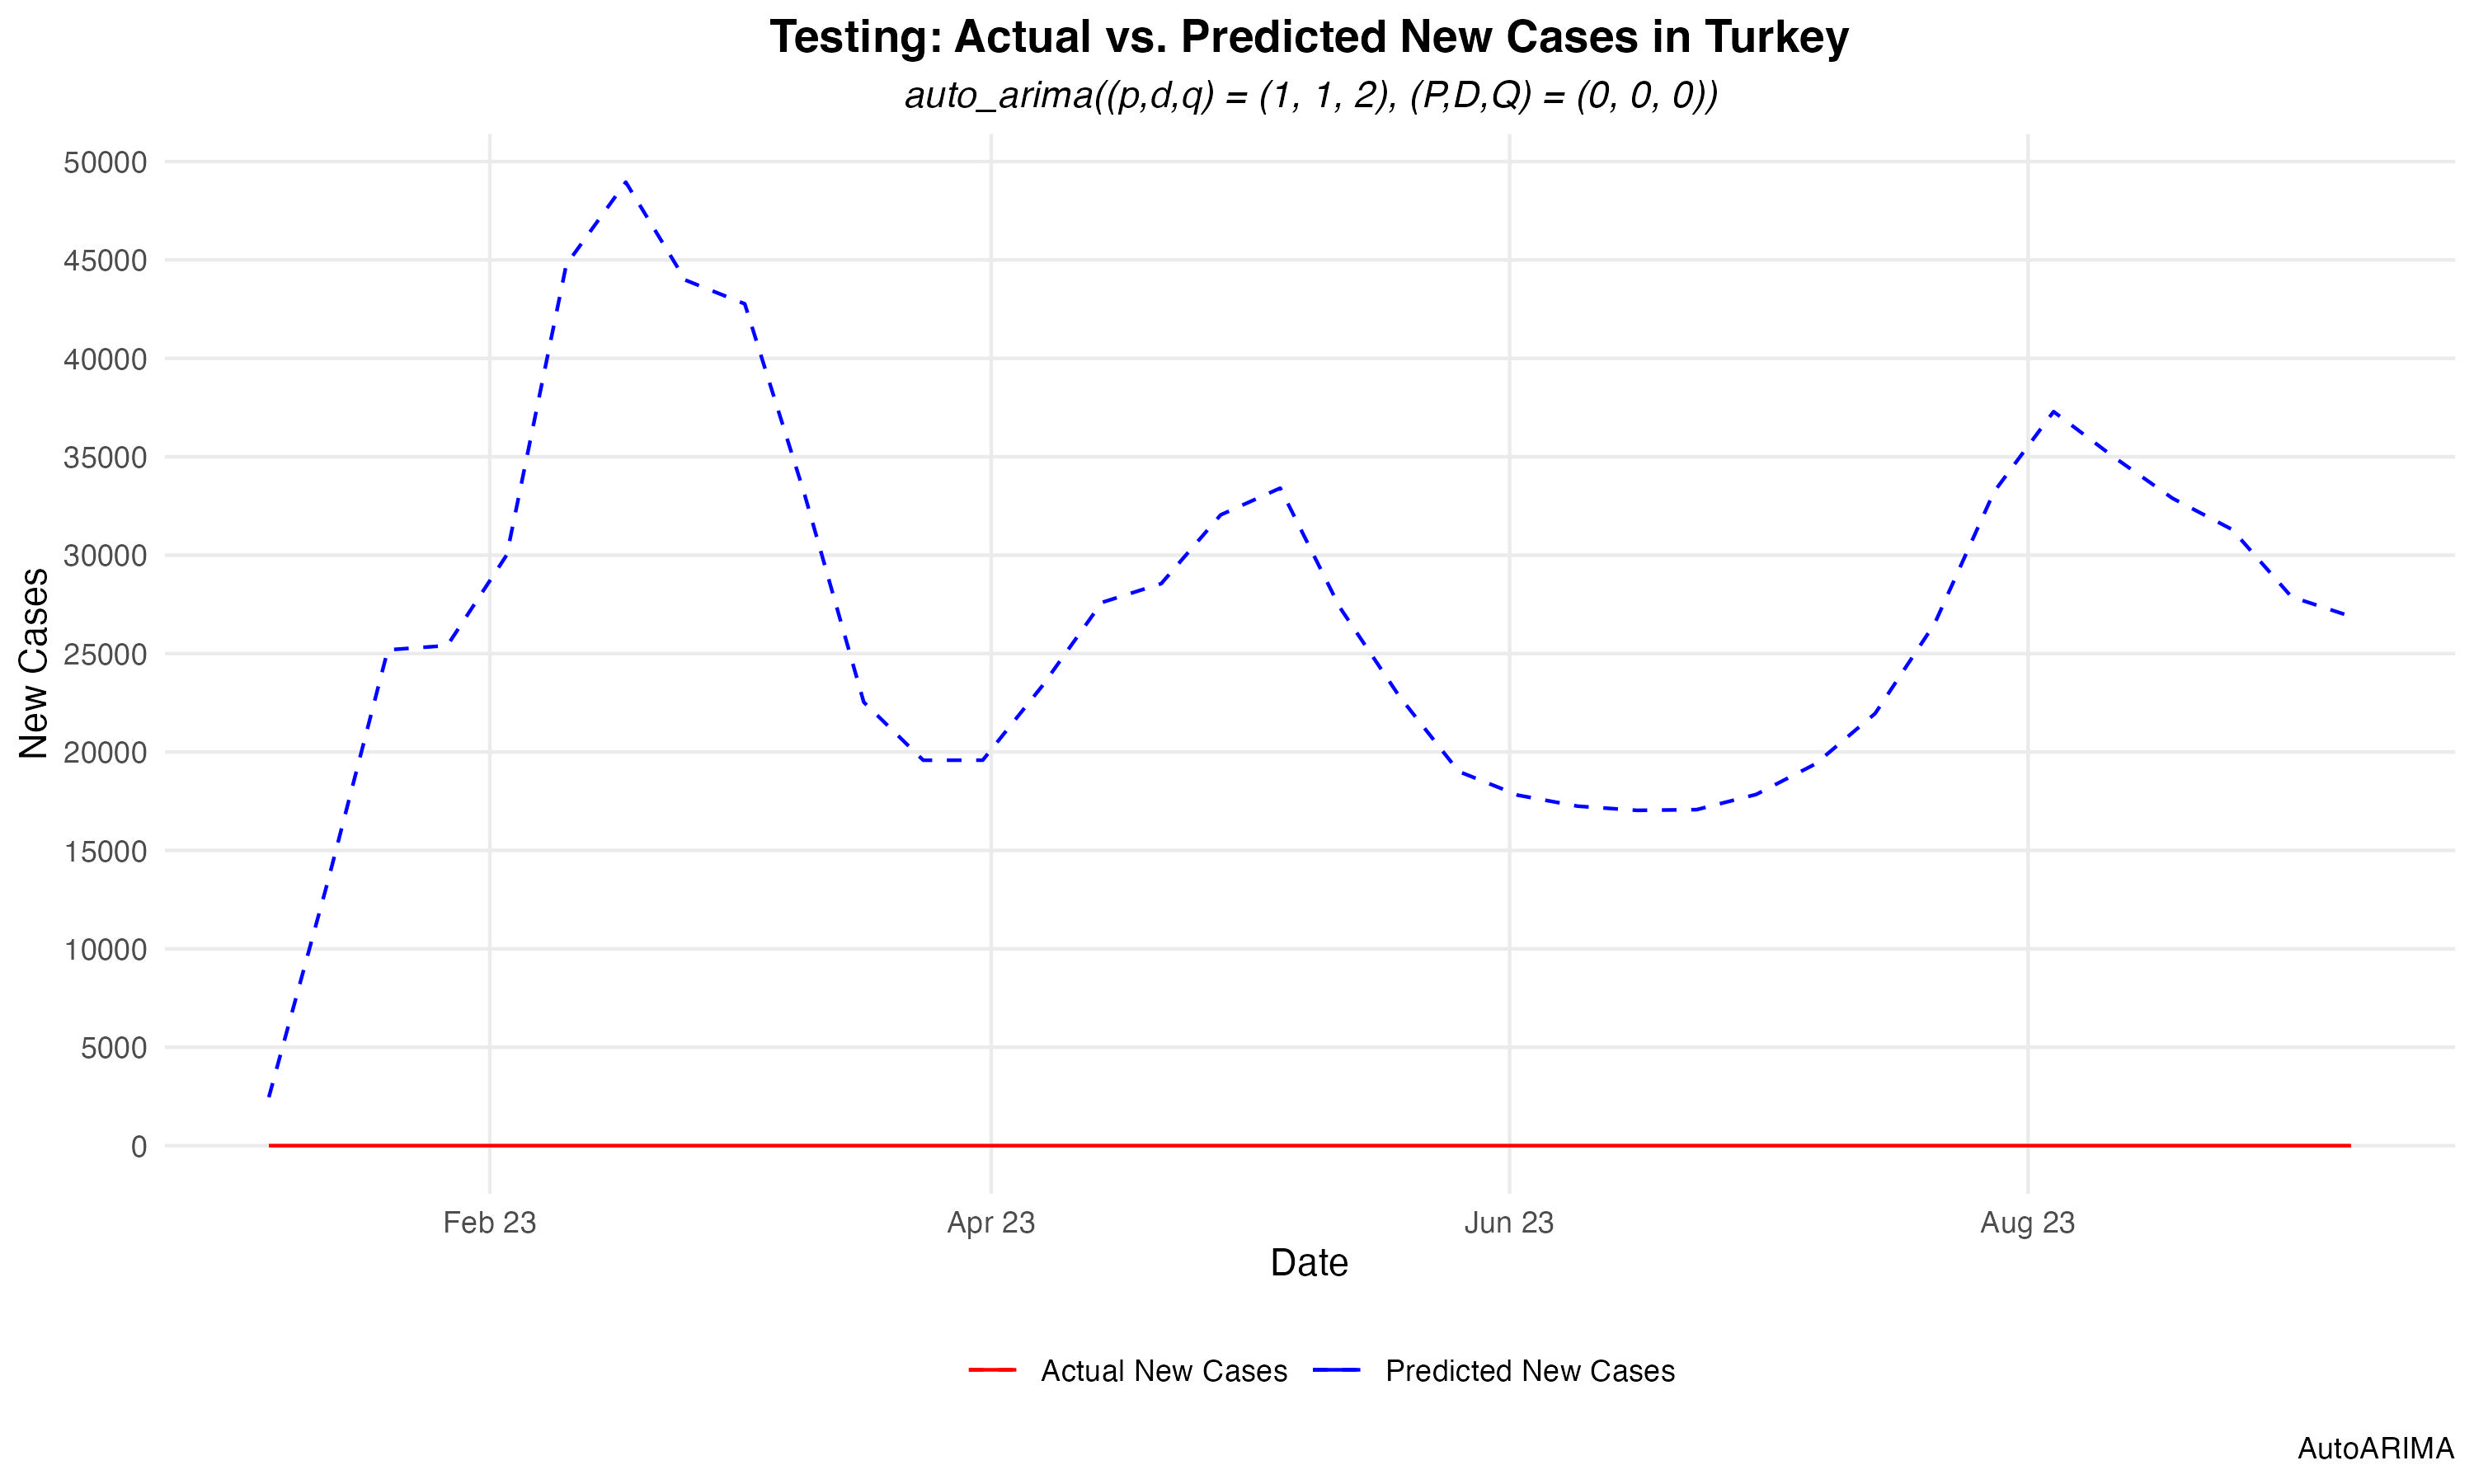 Testing: Actual vs. Predicted New Cases in Turkey
auto_arima((p,d,q) = (1, 1, 2), (P,D,Q) = (0, 0, 0))
New Cases
50000
45000
40000
35000
30000
25000
20000
15000
10000
5000
0
Feb 23 Apr 23 Jun 23 Aug 23
Date
Actual New Cases Predicted New Cases
AutoARIMA